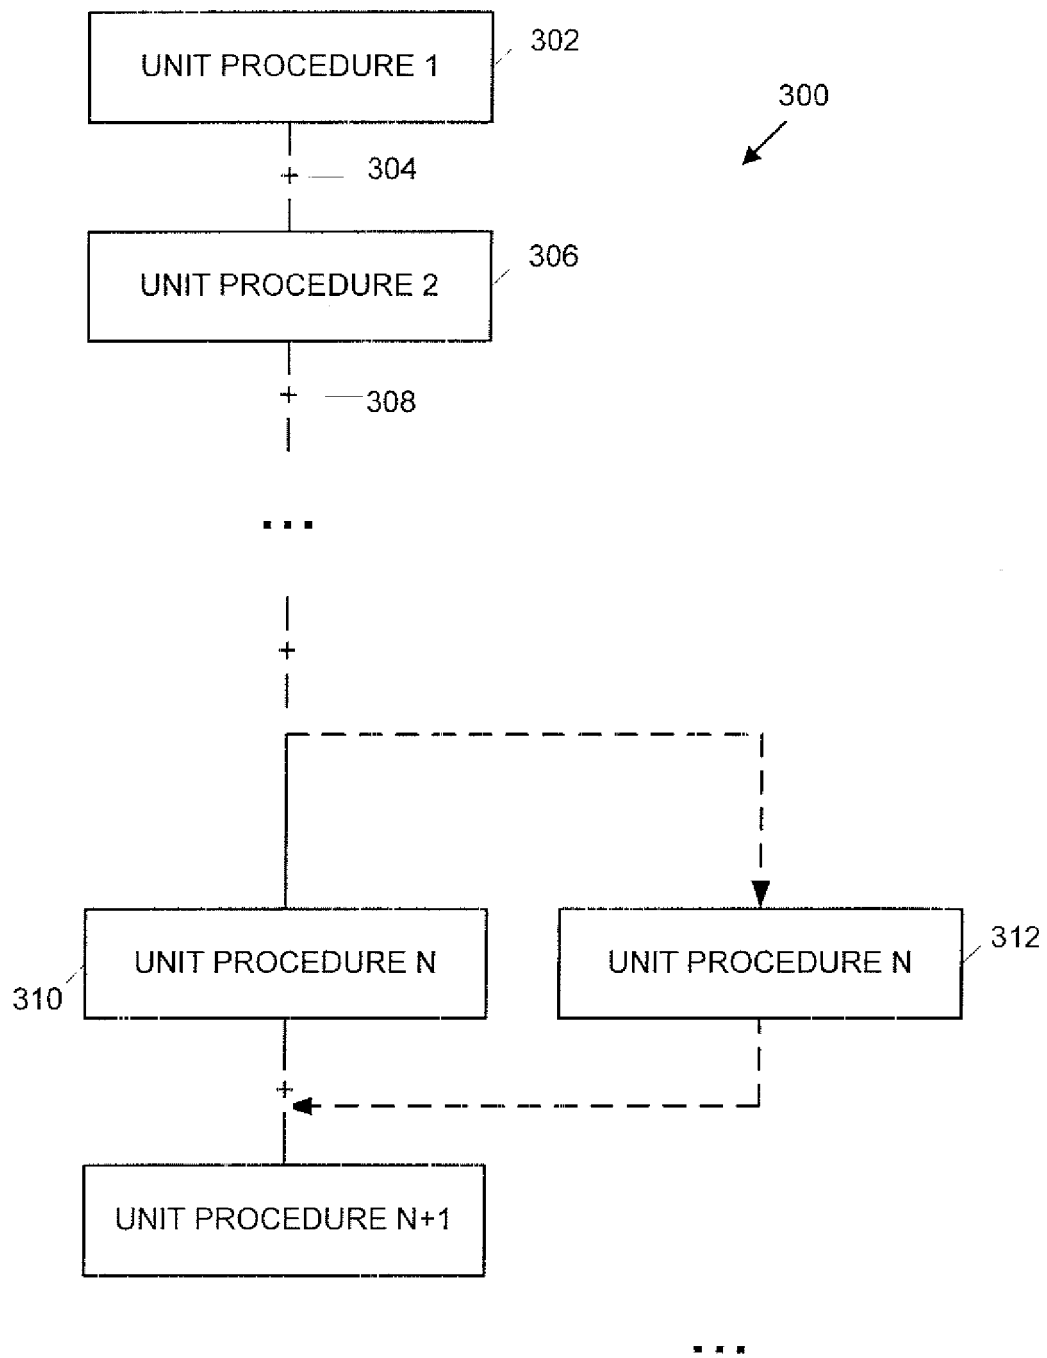 UNIT PROCEDURE 1
302
300
304
UNIT PROCEDURE 2
306
308
...
UNIT PROCEDURE N
310
UNIT PROCEDURE N
312
UNIT PROCEDURE N+1
...